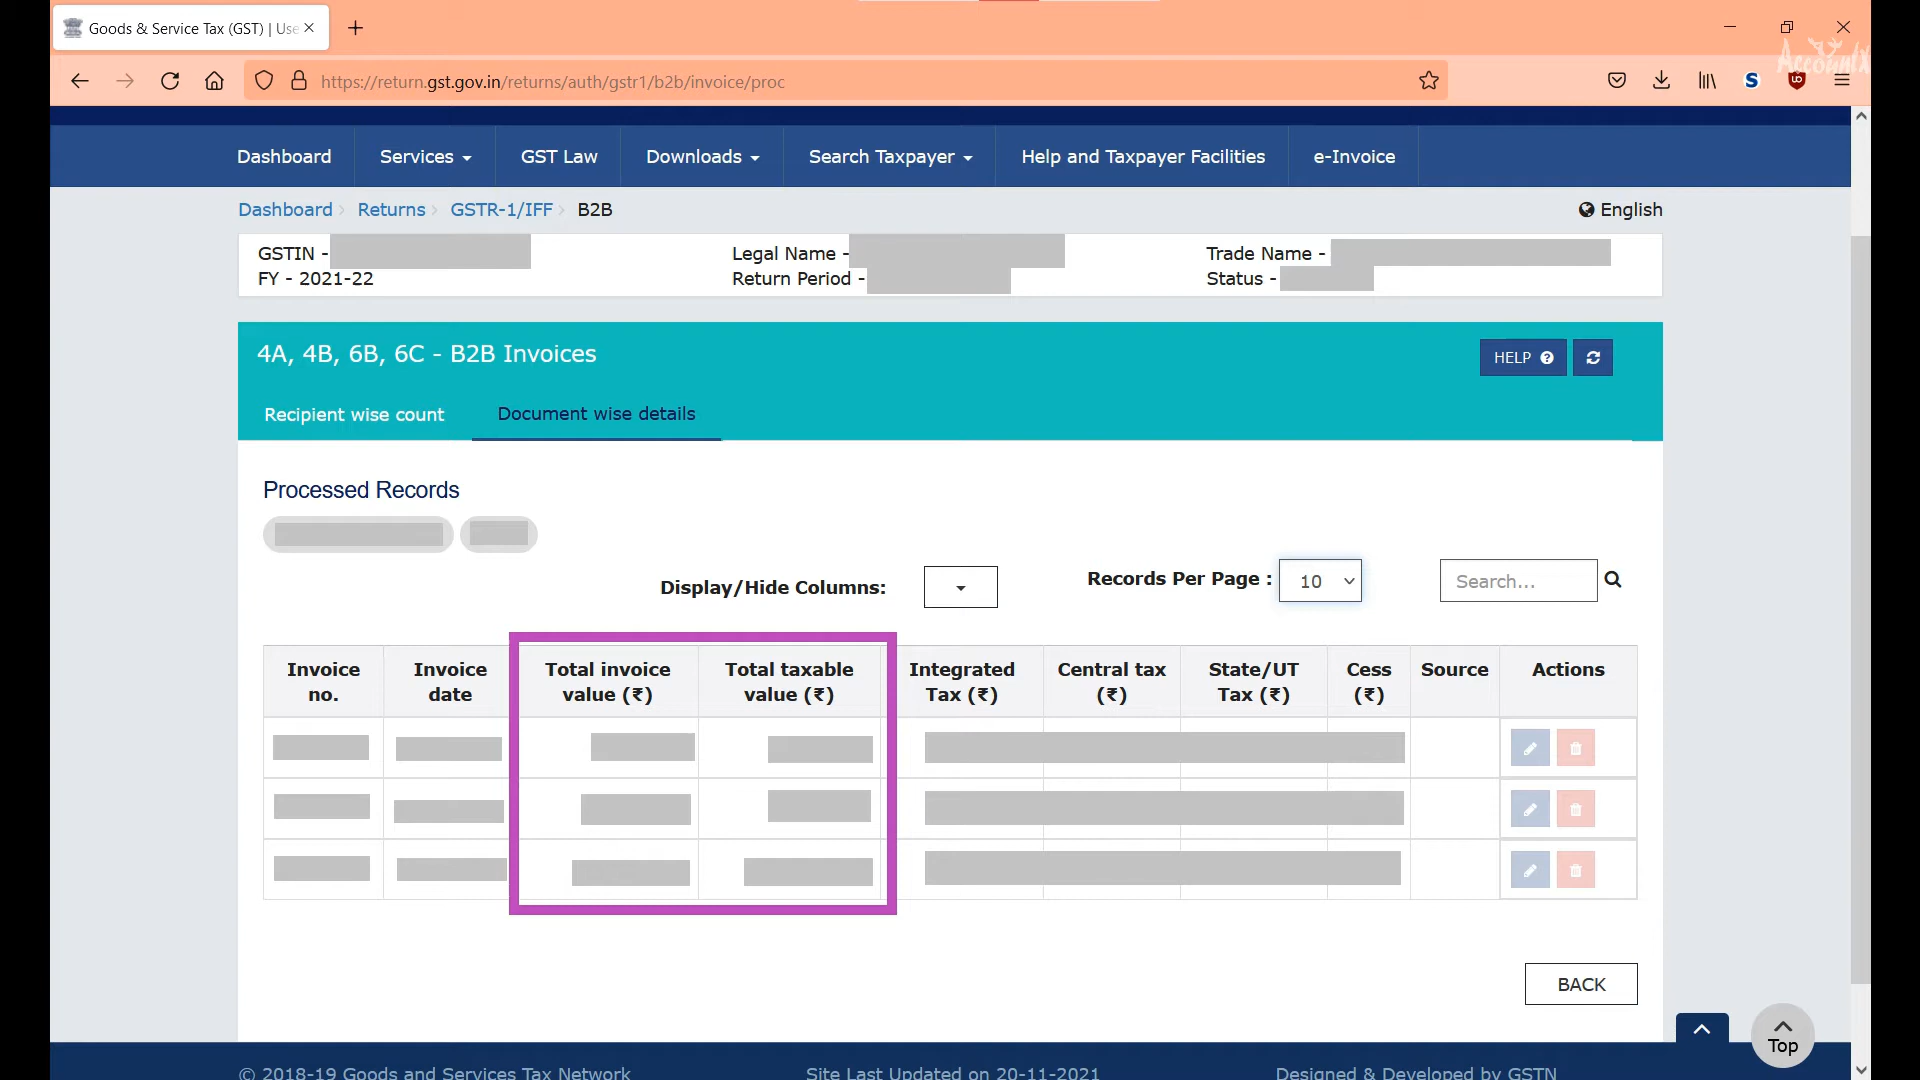 Goods & Service Tax (GST) | Use
https://return.gst.gov.in/returns/auth/gstr1/b2b/invoice/proc
S
Accountx
Dashboard Services GST Law Downloads Search Taxpayer Help and Taxpayer Facilities e-Invoice
Dashboard Returns GSTR-1/IFF B2B English
GSTIN - Legal Name - Trade Name -
FY - 2021-22 Return Period - Status -
4A, 4B, 6B, 6C - B2B Invoices
HELP ?
Recipient wise count Document wise details
Processed Records
Display/Hide Columns: Records Per Page : 10 Search...
Invoice Invoice Total invoice Total taxable Integrated Central tax State/UT Cess Source Actions
no. date value (₹) value (₹) Tax (₹) (₹) Tax (₹) (₹)
BACK
Top
© 2018-19 Goods and Services Tax Network Site Last Updated on 20-11-2021 Designed & Developed by GSTN